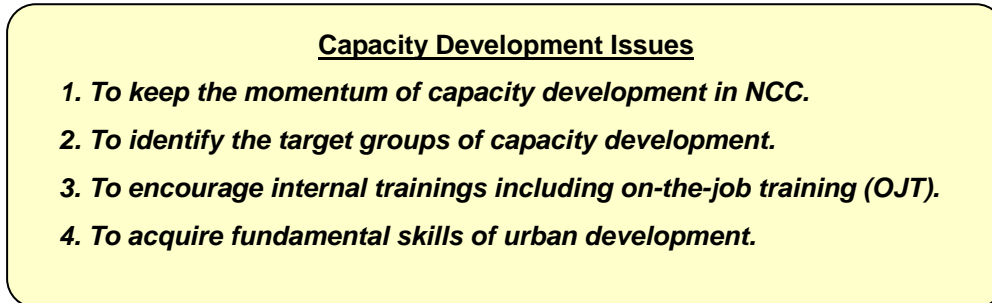 Capacity Development Issues
1. To keep the momentum of capacity development in NCC.
2. To identify the target groups of capacity development.
3. To encourage internal trainings including on-the-job training (OJT).
4. To acquire fundamental skills of urban development.